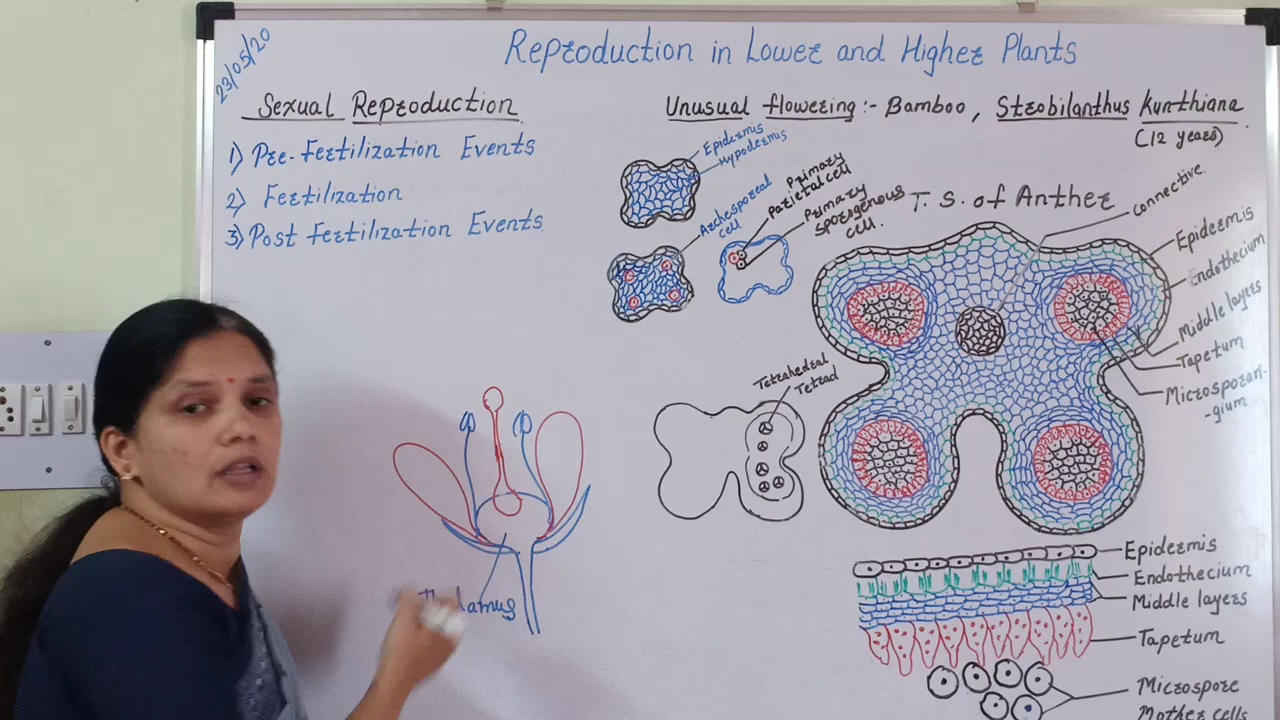 Reproduction in Lower and Higher Plants
23/05/20
Sexual Reproduction
1) Pre-Fertilization Events
2) Fertilization
3) Post Fertilization Events
Unusual flowering :- Bamboo, Strobilanthus kunthiana
(12 years)
Epidermis
Hypodermis
Archesporeal
cell
Primary
Parietal cell
Primary
Sporogenous
cell.
T. S. of Anther
connective.
Epidermis
Endothecium
Middle layers
Tapetum
Microsporan-
-gium
Tetrahedral
Tetrad
Thalamus
Epidermis
Endothecium
Middle layers
Tapetum
Microspore
Mother cells